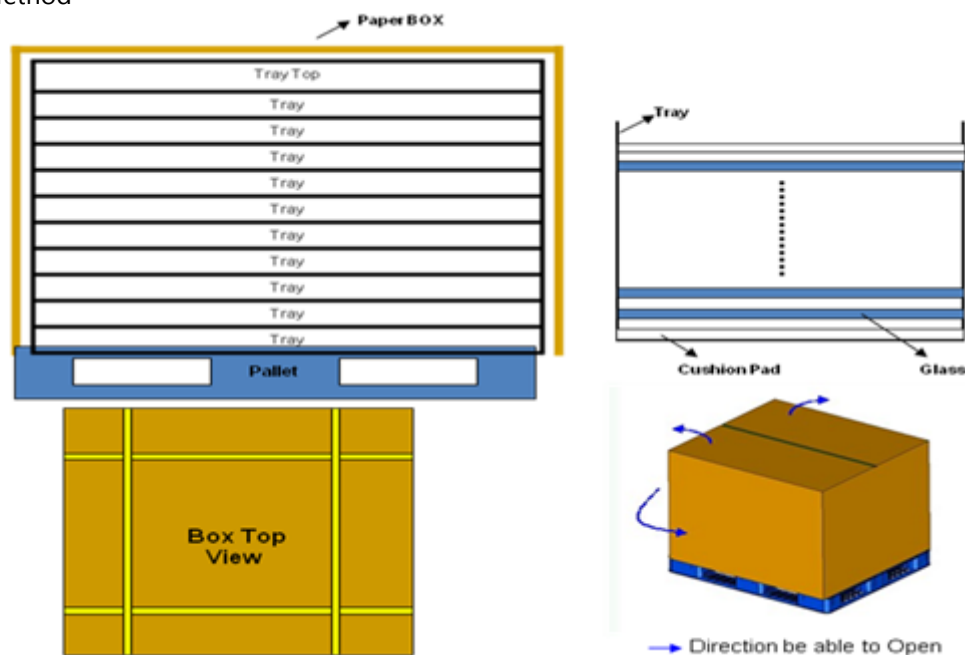 Paper BOX
Tray Top
Tray
Tray
Tray
Tray
Tray
Tray
Tray
Tray
Tray
Tray
Pallet
Tray
Cushion Pad
Glass
Box Top
View
Direction be able to Open